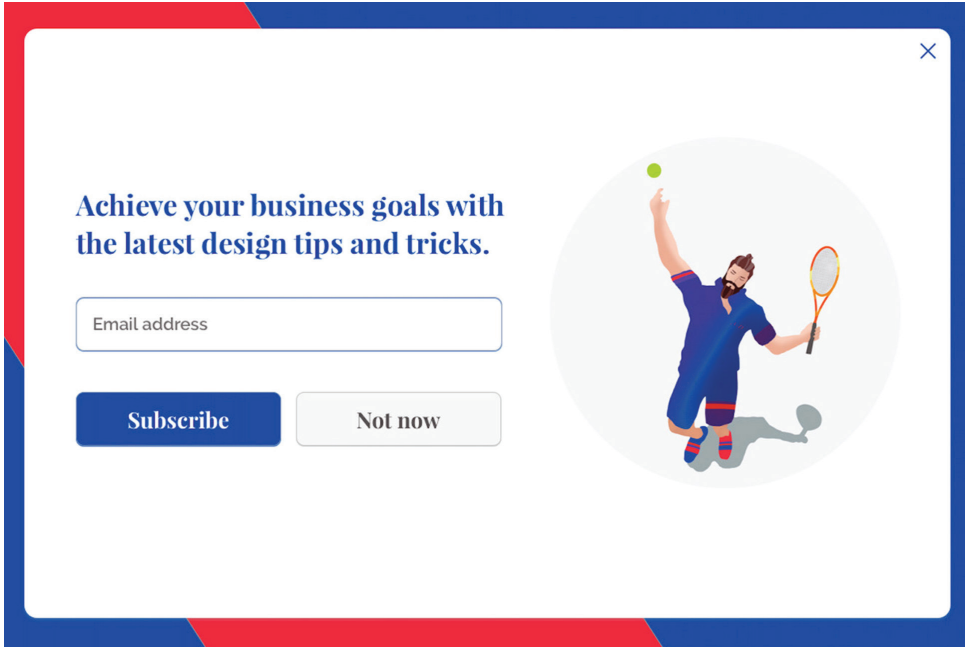 Achieve your business goals with
the latest design tips and tricks.
Email address
Subscribe
Not now